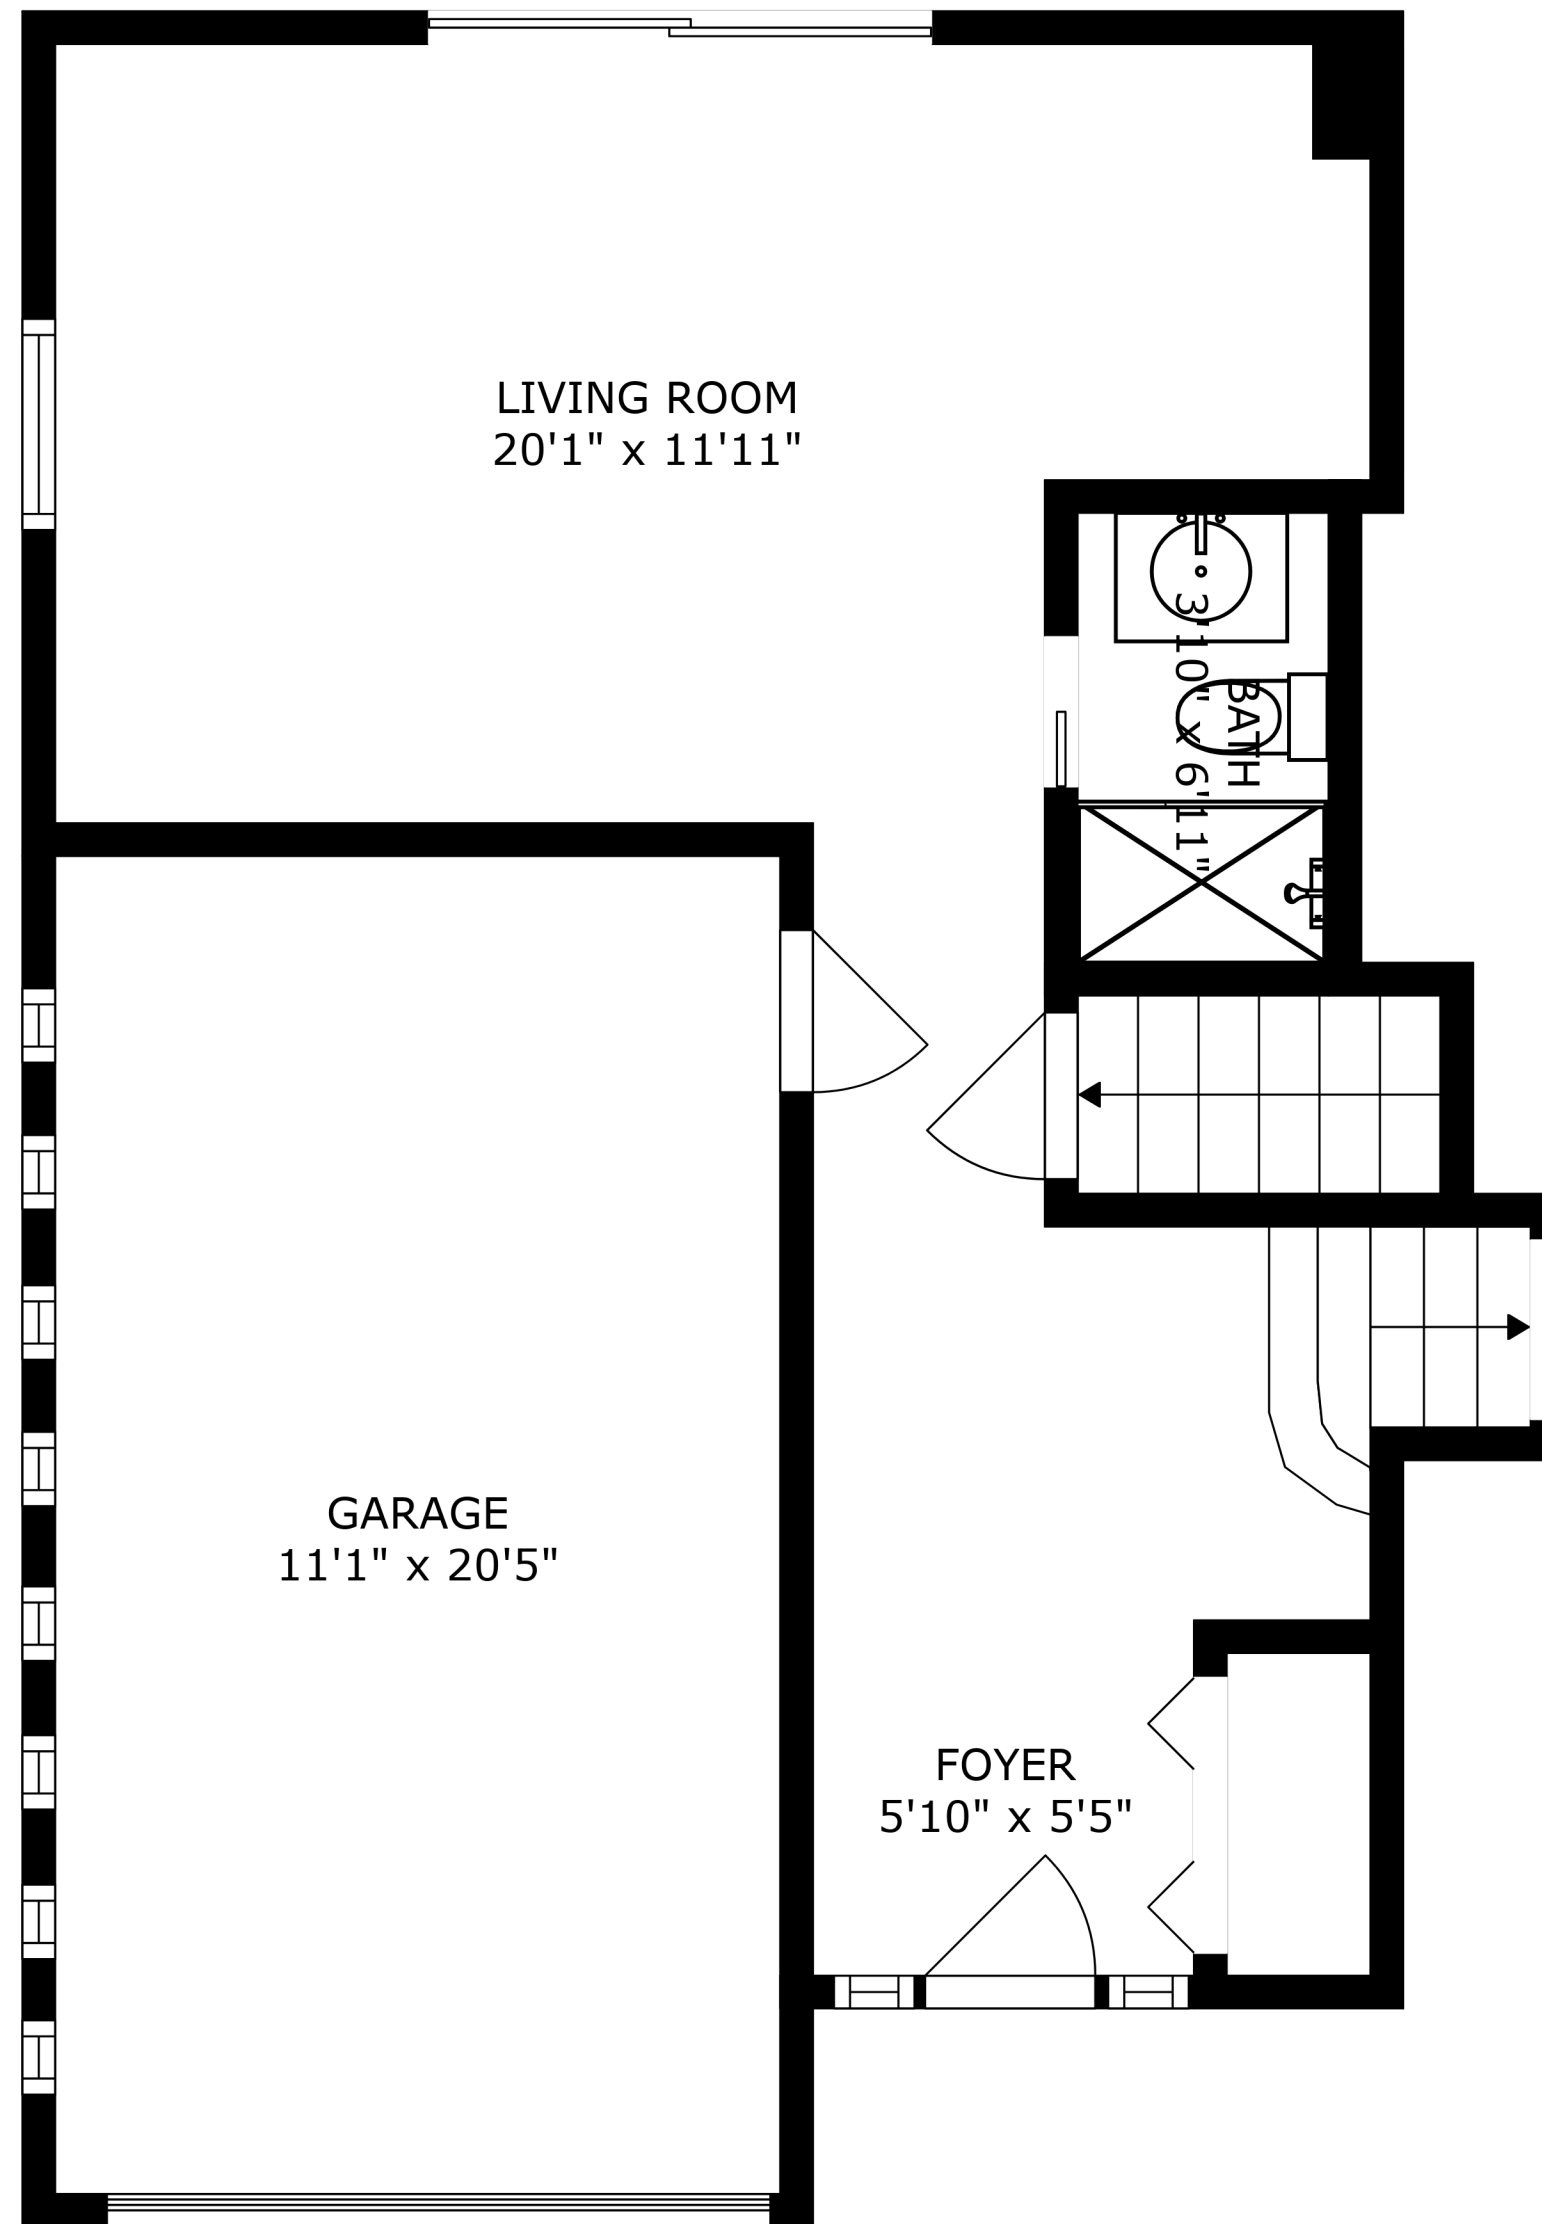 LIVING ROOM
20'1" x 11'11"
BATH
3'10" x 6'11"
GARAGE
11'1" x 20'5"
FOYER
5'10" x 5'5"